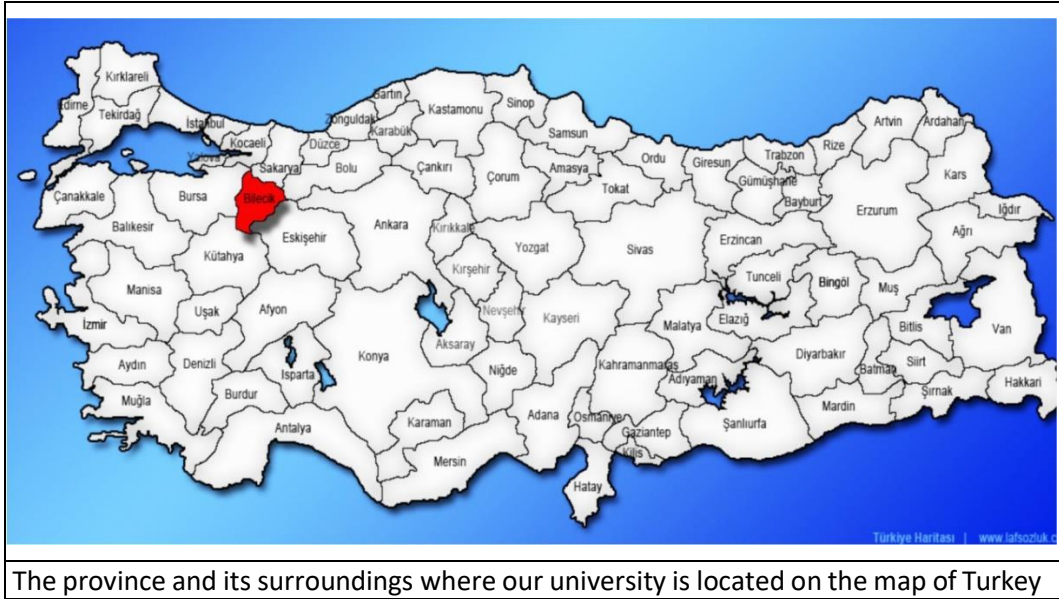 Kırklareli
Edirne
Tekirdağ
İstanbul
Kocaeli
Yalova
Sakarya
Düzce
Zonguldak
Bartın
Karabük
Kastamonu
Sinop
Samsun
Bolu
Çankırı
Çorum
Amasya
Tokat
Ordu
Giresun
Trabzon
Gümüşhane
Bayburt
Rize
Artvin
Ardahan
Kars
Iğdır
Ağrı
Erzurum
Çanakkale
Bursa
Bilecik
Balıkesir
Kütahya
Eskişehir
Ankara
Kırıkkale
Yozgat
Sivas
Erzincan
Tunceli
Bingöl
Muş
Manisa
Uşak
Afyon
Kırşehir
Nevşehir
Kayseri
Malatya
Elazığ
Bitlis
Van
İzmir
Aydın
Denizli
Isparta
Konya
Aksaray
Niğde
Kahramanmaraş
Adıyaman
Diyarbakır
Batman
Siirt
Şırnak
Hakkari
Muğla
Burdur
Antalya
Karaman
Mersin
Adana
Osmaniye
Gaziantep
Kilis
Şanlıurfa
Mardin
Hatay
Türkiye Haritası | www.lafsozluk.c
The province and its surroundings where our university is located on the map of Turkey